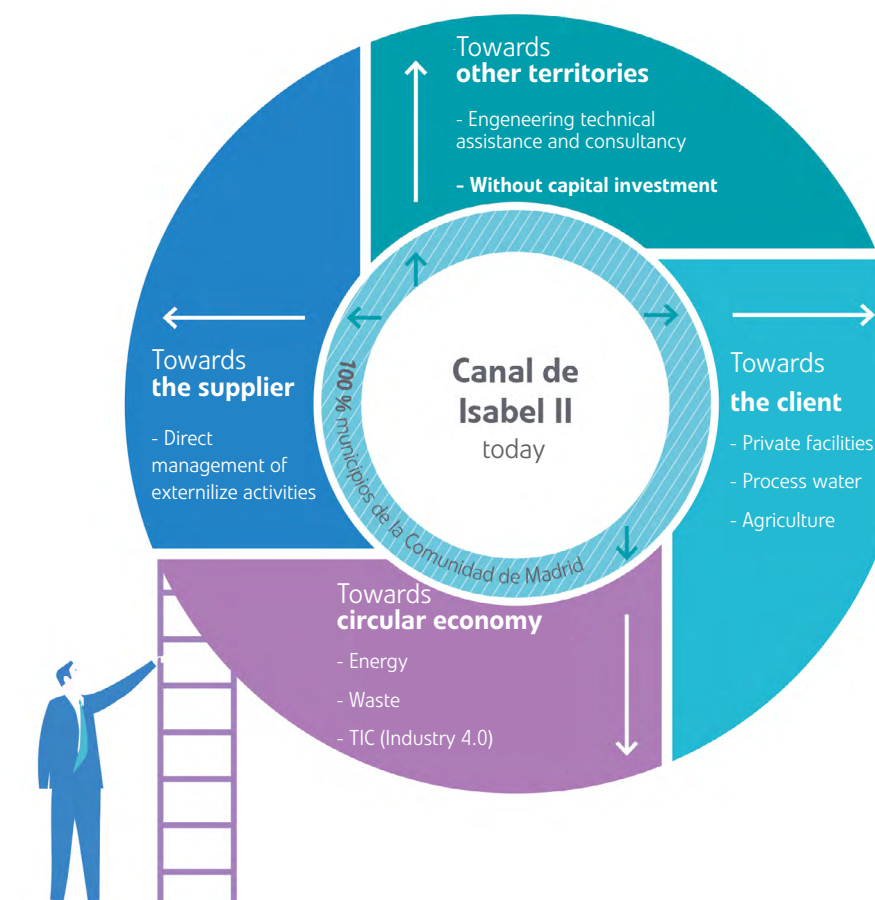 Towards
other territories
- Engeneering technical
assistance and consultancy
- Without capital investment
Towards
the supplier
- Direct
management of
externilize activities
Canal de
Isabel II
today
100 % municipios de la Comunidad de Madrid
Towards
the client
- Private facilities
- Process water
- Agriculture
Towards
circular economy
- Energy
- Waste
- TIC (Industry 4.0)